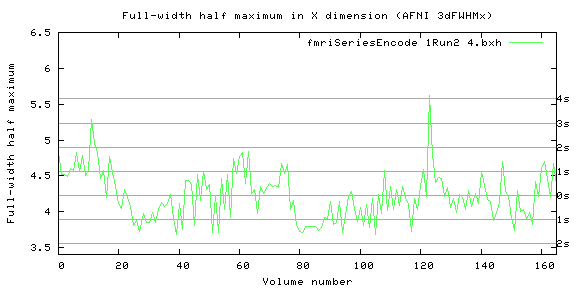 Full-width half maximum in X dimension (AFNI 3dFWHMx)
fmriSeriesEncode 1Run2 4.bxh
Full-width half maximum
6.5
6
5.5
5
4.5
4
3.5
4s
3s
2s
1s
0s
1s
2s
0 20 40 60 80 100 120 140 160
Volume number